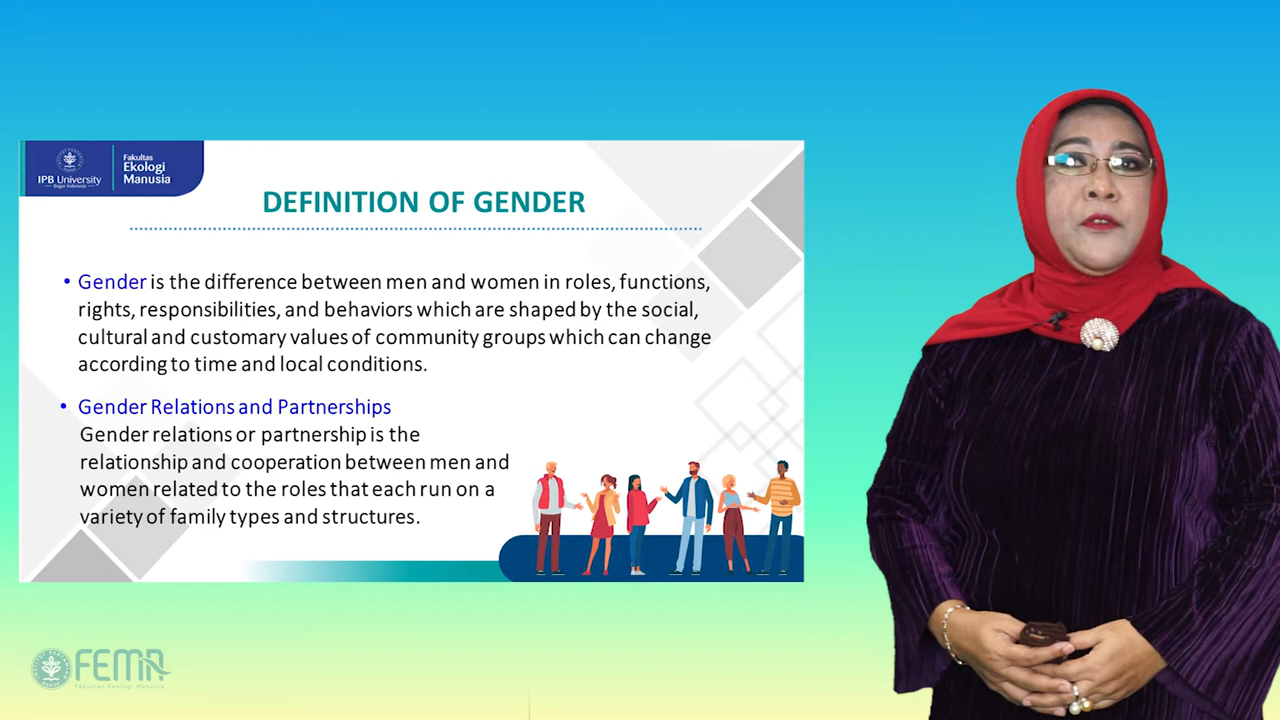 IPB University
Bogor Indonesia
Fakultas
Ekologi
Manusia
DEFINITION OF GENDER
• Gender is the difference between men and women in roles, functions,
rights, responsibilities, and behaviors which are shaped by the social,
cultural and customary values of community groups which can change
according to time and local conditions.
• Gender Relations and Partnerships
Gender relations or partnership is the
relationship and cooperation between men and
women related to the roles that each run on a
variety of family types and structures.
FEMA
Fakultas Ekologi Manusia